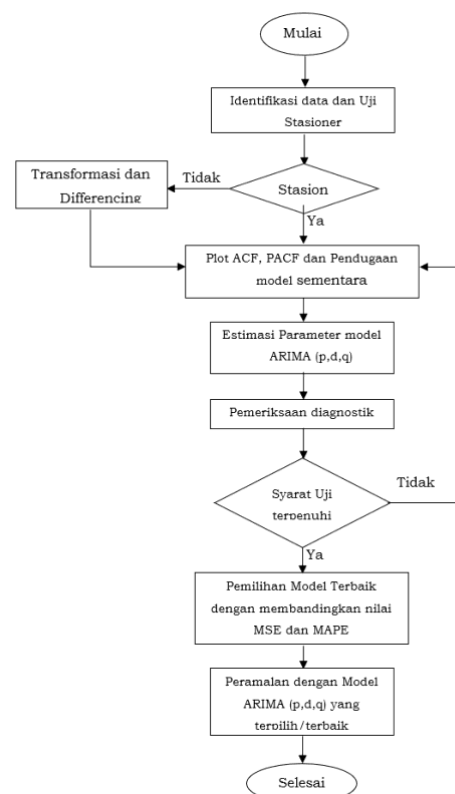 Mulai
Identifikasi data dan Uji
Stasioner
Transformasi dan
Differencing
Tidak
Stasion
Ya
Plot ACF, PACF dan Pendugaan
model sementara
Estimasi Parameter model
ARIMA (p,d,q)
Pemeriksaan diagnostik
Syarat Uji
terpenuhi
Tidak
Ya
Pemilihan Model Terbaik
dengan membandingkan nilai
MSE dan MAPE
Peramalan dengan Model
ARIMA (p,d,q) yang
terpilih/terbaik
Selesai